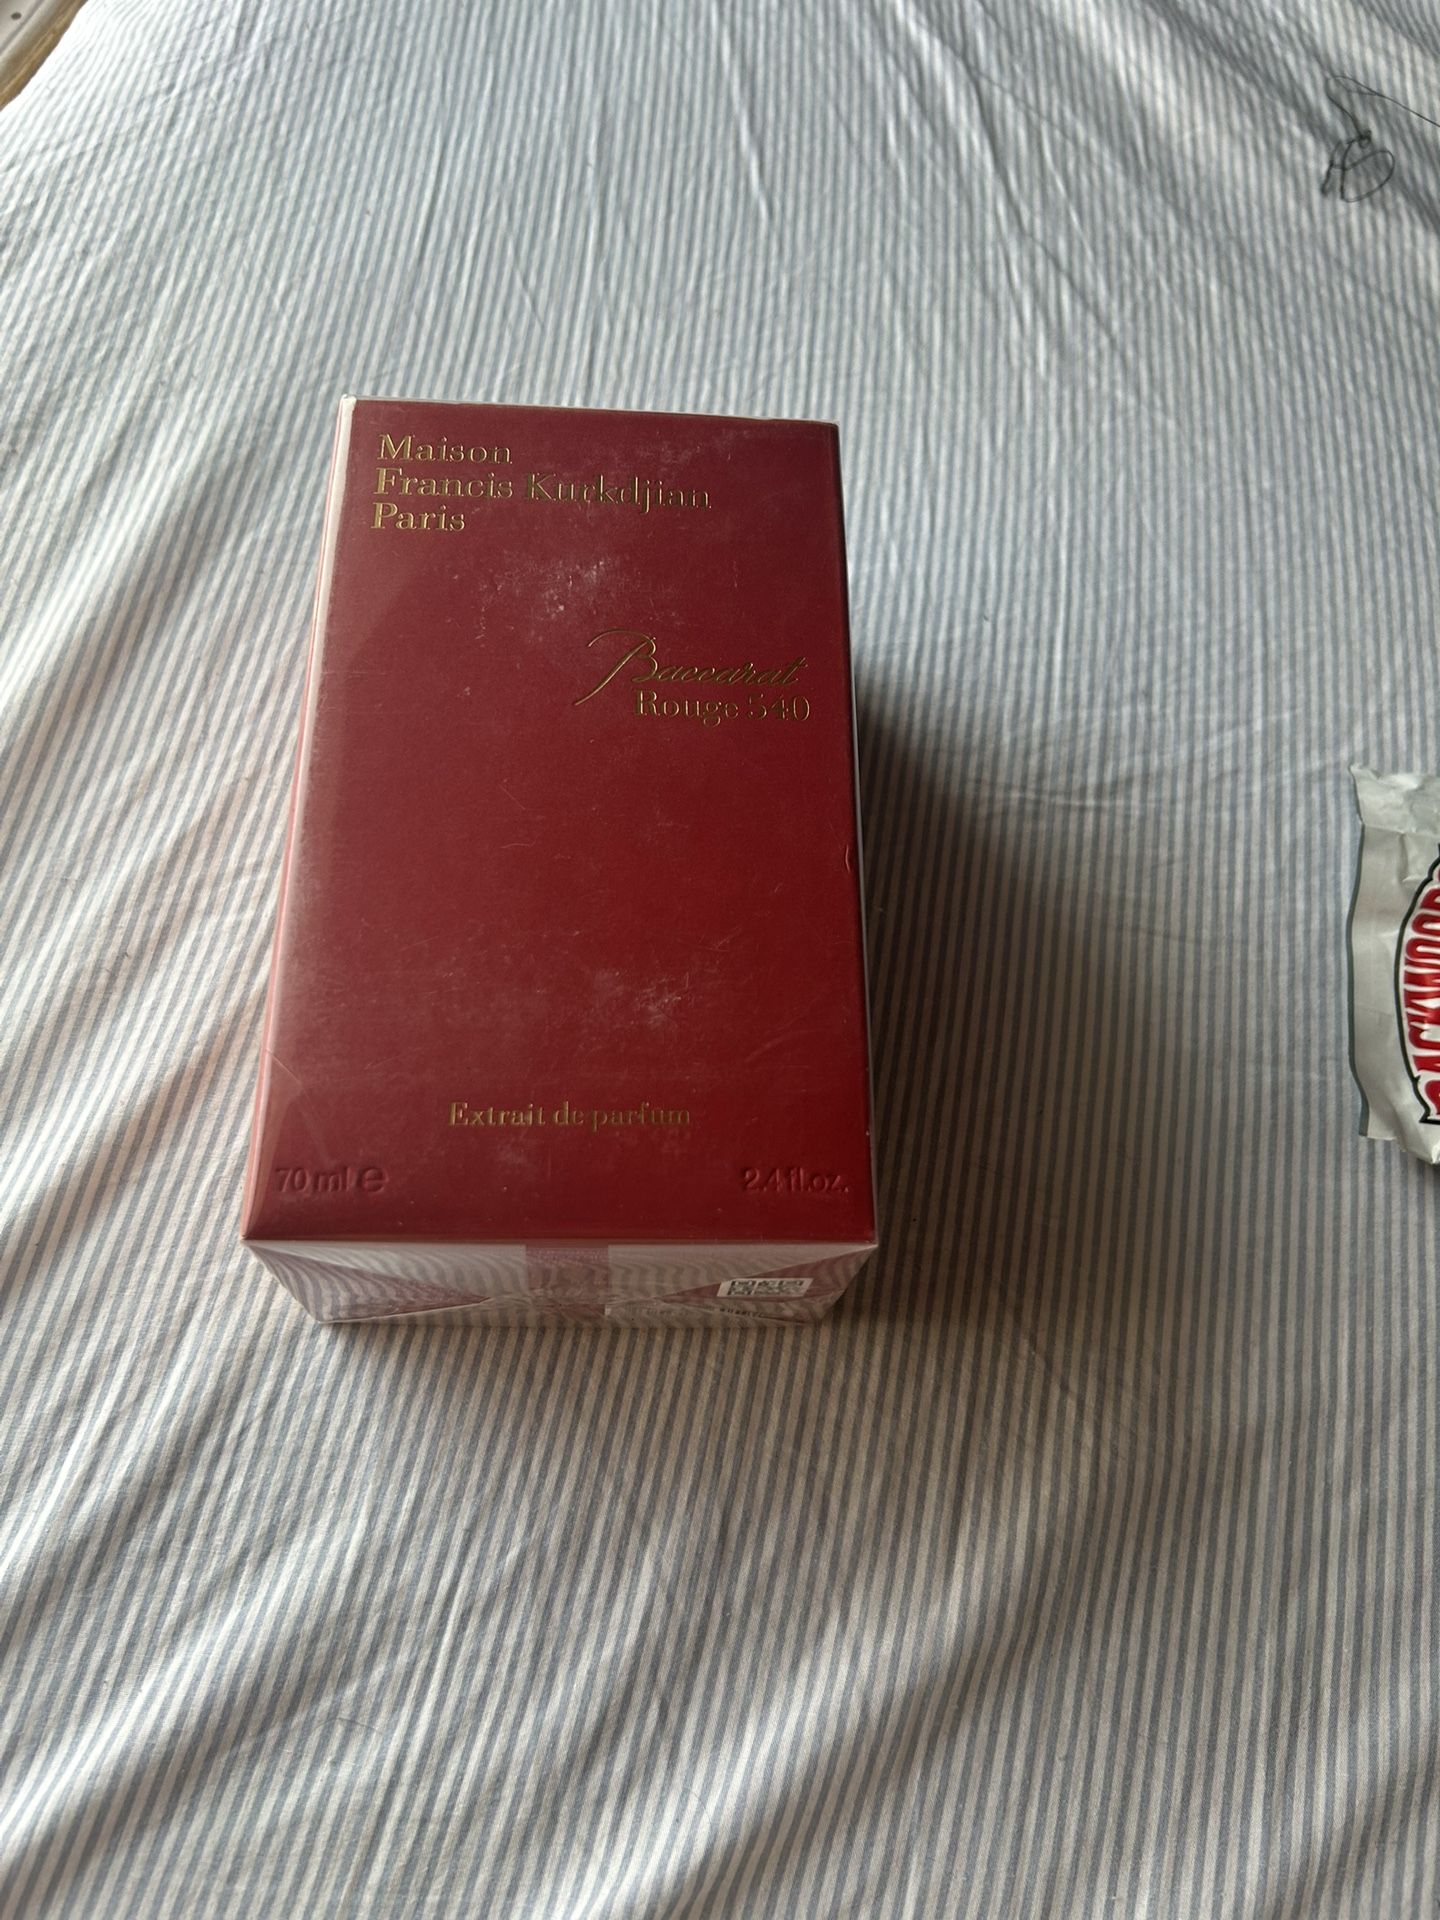 Maison
Francis Kurkdjian
Paris
Baccarat
Rouge 540
Extrait de parfum
70 ml e
2.4 fl.oz.